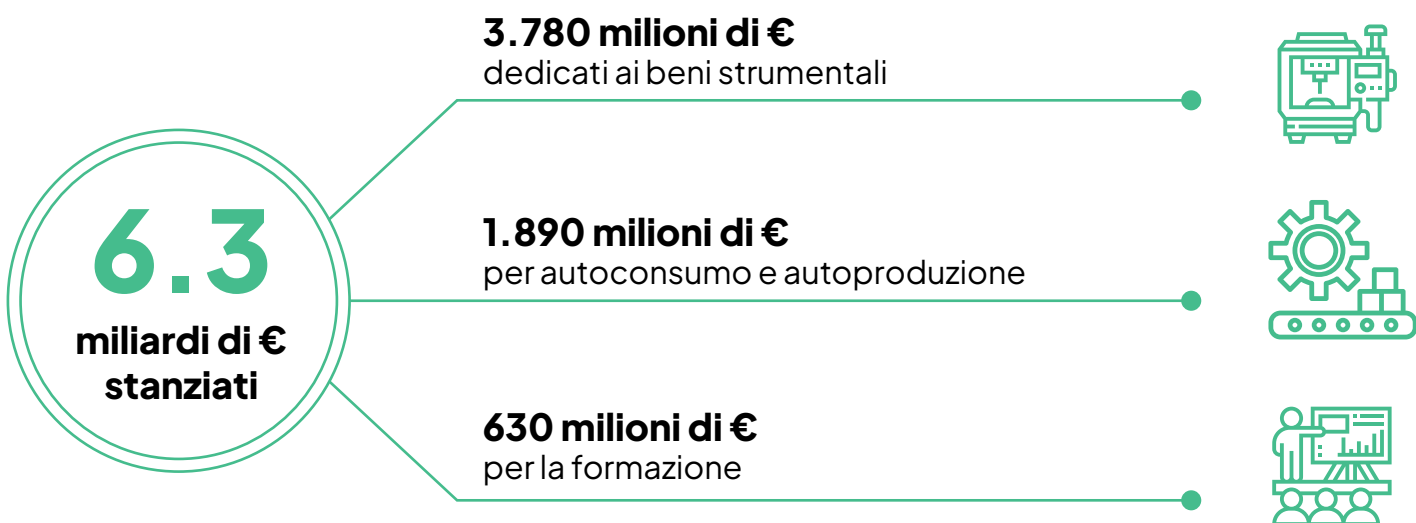 3.780 milioni di €
dedicati ai beni strumentali
6.3
miliardi di €
stanziati
1.890 milioni di €
per autoconsumo e autoproduzione
630 milioni di €
per la formazione